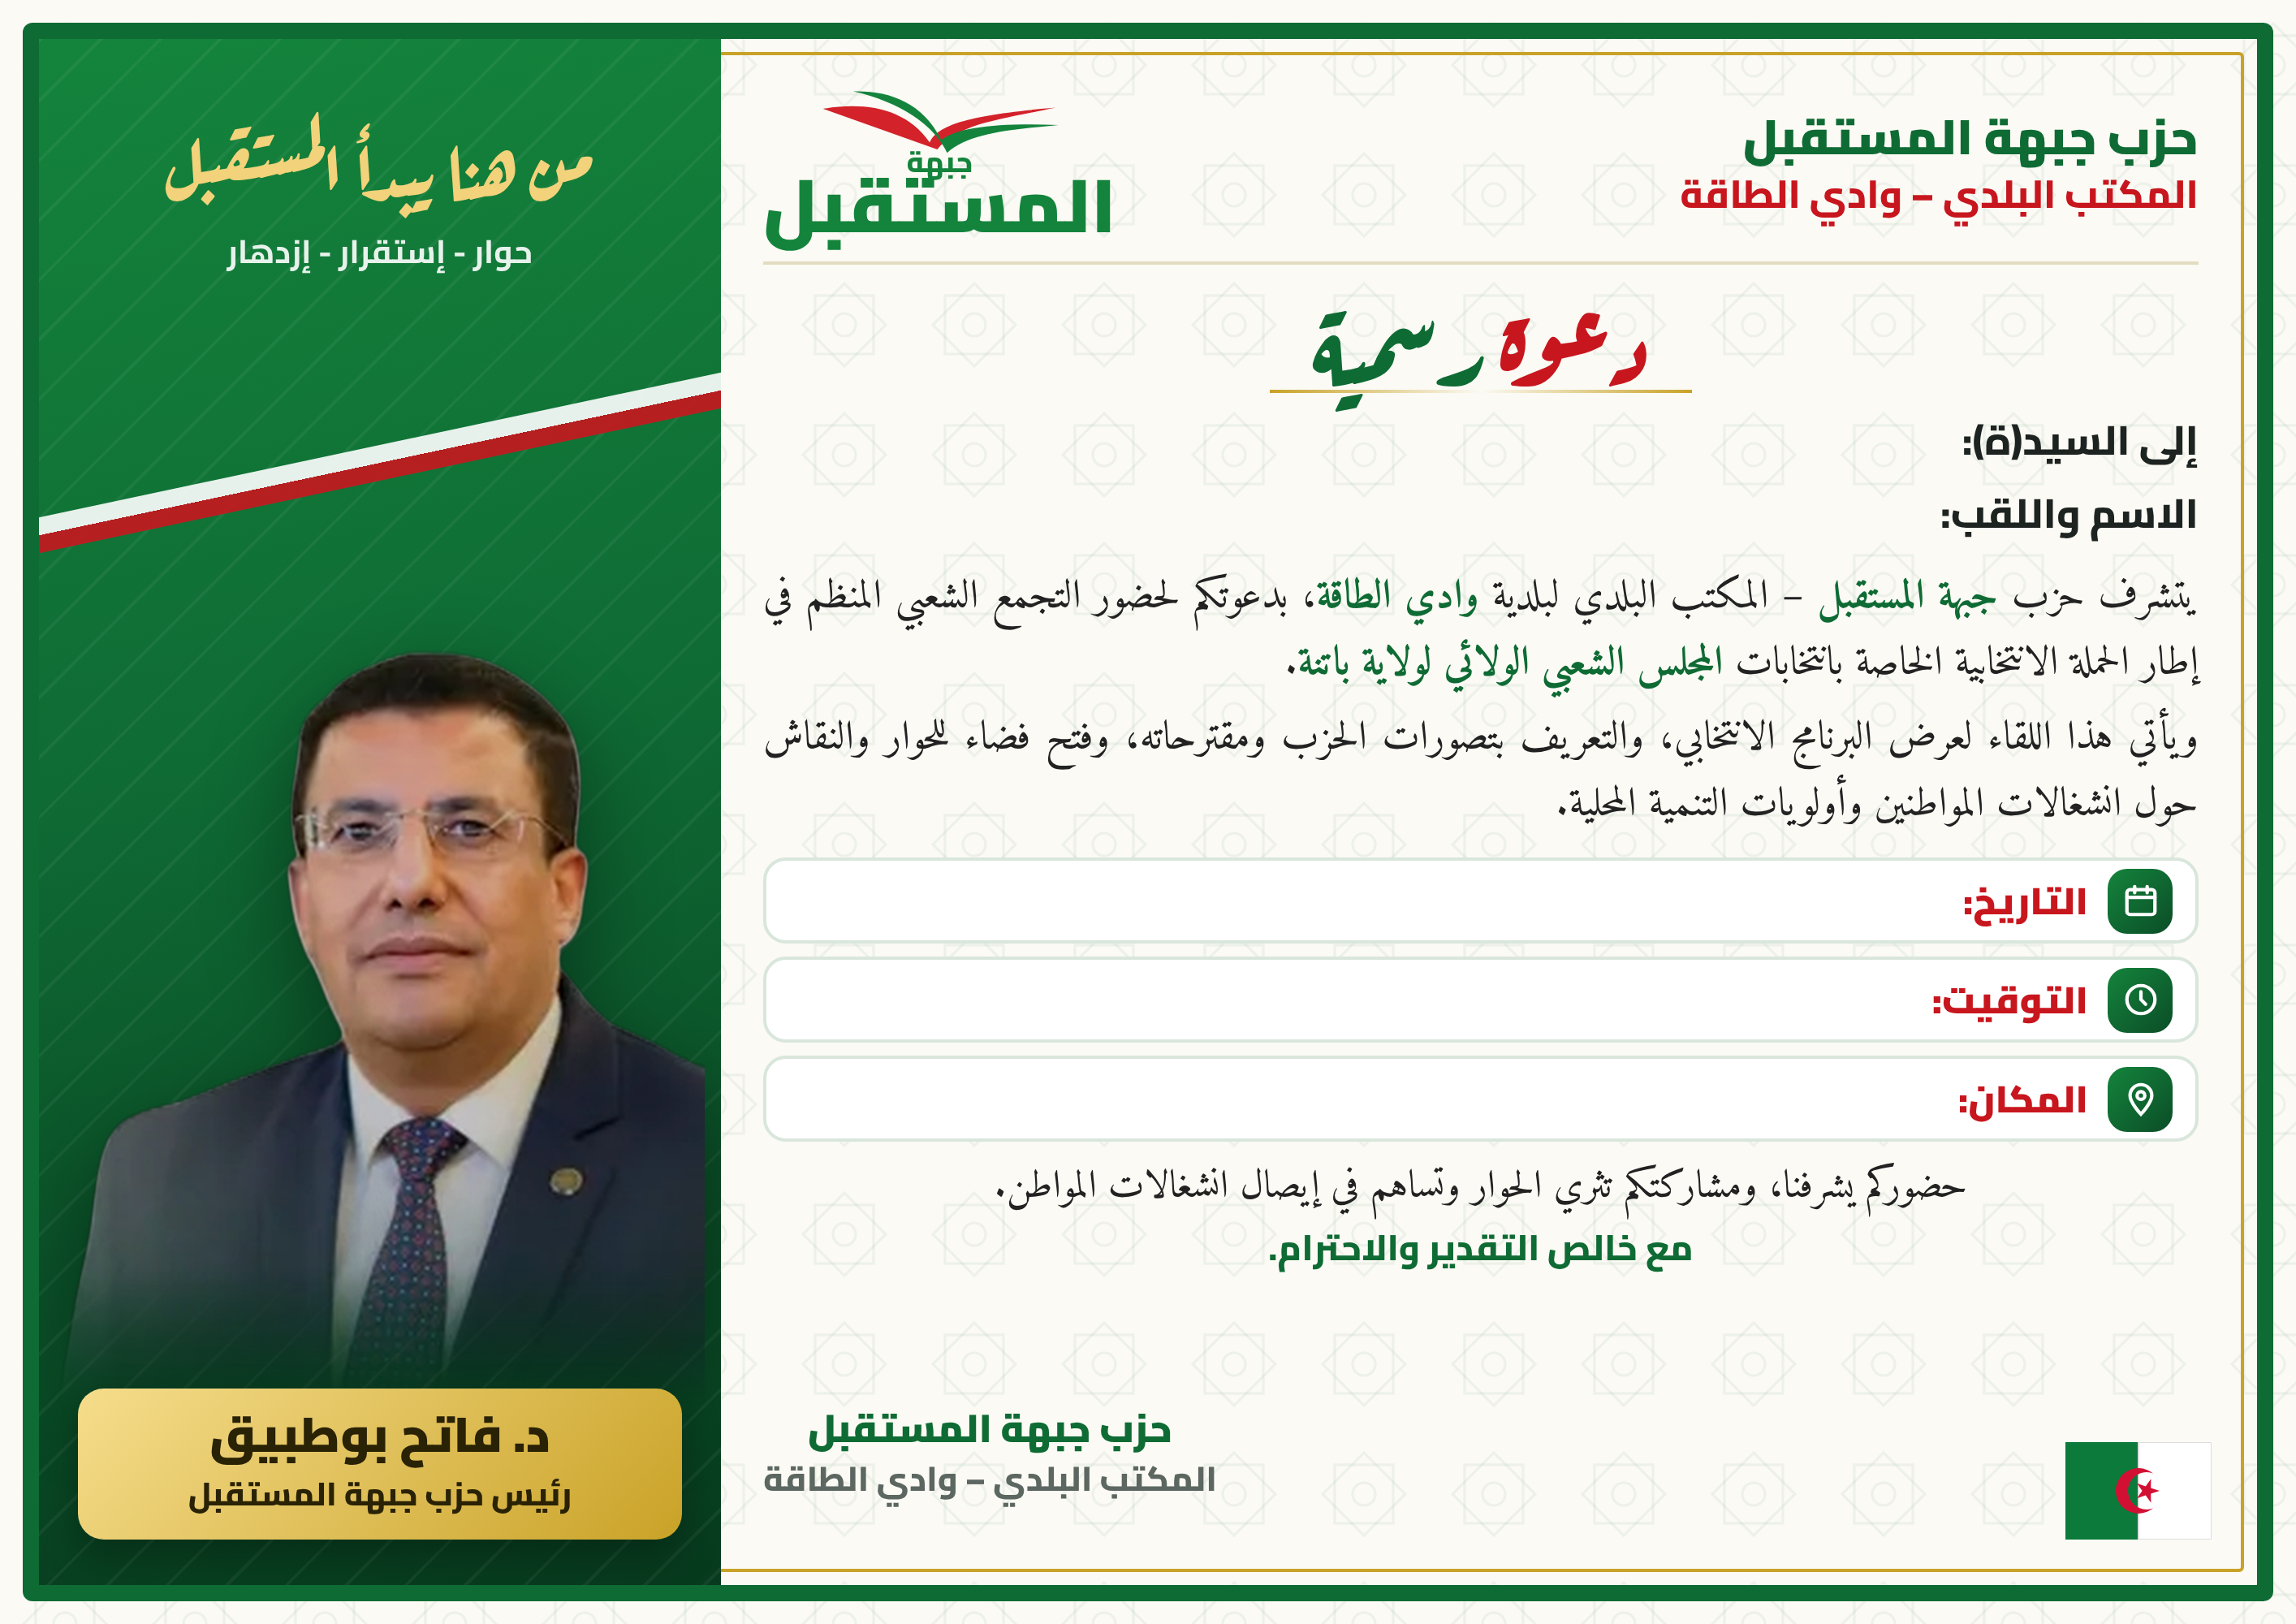 حزب جبهة المستقبل
المكتب البلدي – وادي الطاقة
جبهة
المستقبل
دعوة رسمية
إلى السيد(ة):
الاسم واللقب:
يتشرف حزب جبهة المستقبل – المكتب البلدي لبلدية وادي الطاقة، بدعوتكم لحضور التجمع الشعبي المنظم في
إطار الحملة الانتخابية الخاصة بانتخابات المجلس الشعبي الولائي لولاية باتنة.
ويأتي هذا اللقاء لعرض البرنامج الانتخابي، والتعريف بتصورات الحزب ومقترحاته، وفتح فضاء للحوار والنقاش
حول انشغالات المواطنين وأولويات التنمية المحلية.
التاريخ:
التوقيت:
المكان:
حضوركم يشرفنا، ومشاركتكم تثري الحوار وتساهم في إيصال انشغالات المواطن.
مع خالص التقدير والاحترام.
حزب جبهة المستقبل
المكتب البلدي – وادي الطاقة
من هنا يبدأ المستقبل
حوار - إستقرار - إزدهار
د. فاتح بوطبيق
رئيس حزب جبهة المستقبل